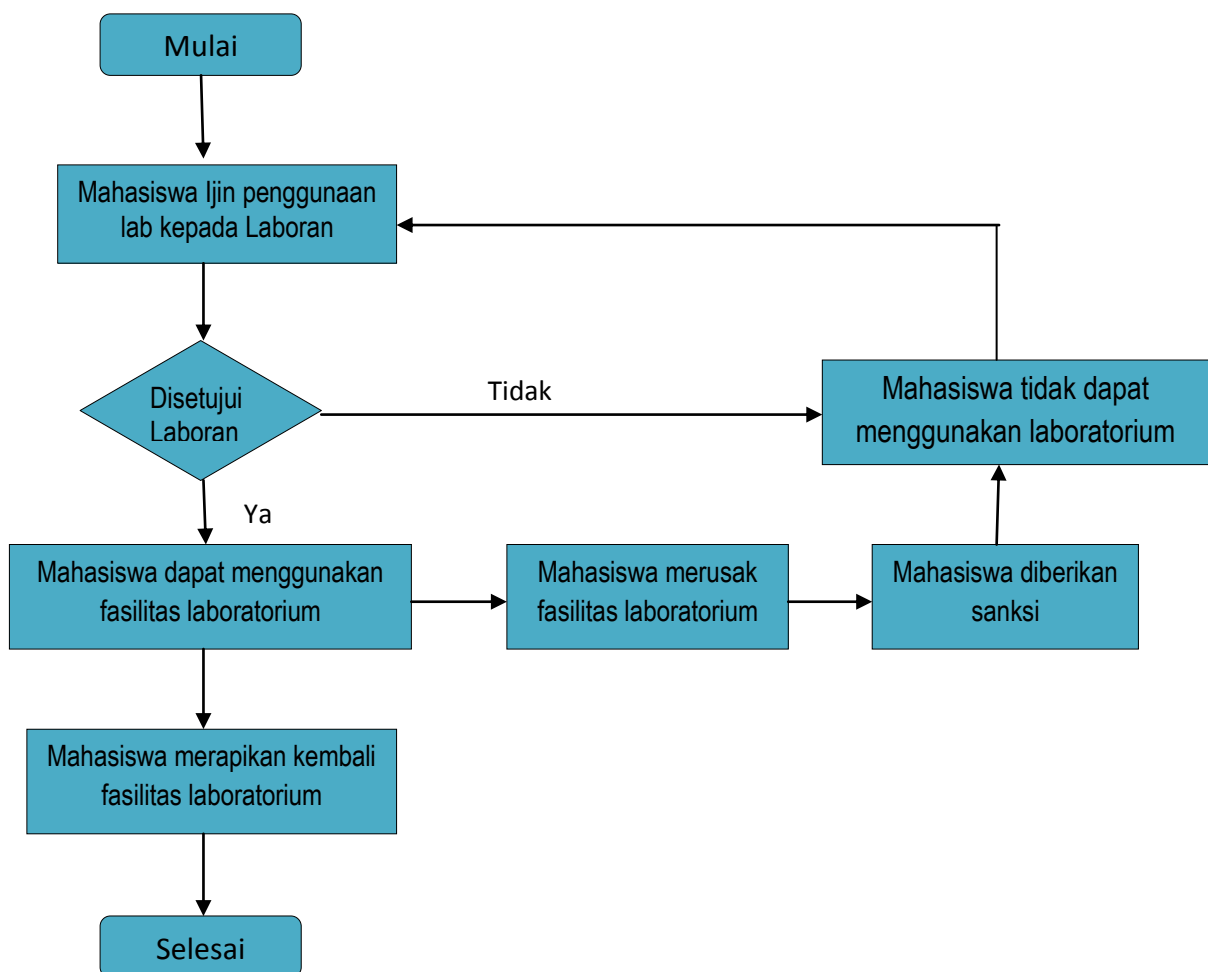 Mulai
Mahasiswa Ijin penggunaan
lab kepada Laboran
Disetujui
Laboran
Tidak
Mahasiswa tidak dapat
menggunakan laboratorium
Ya
Mahasiswa dapat menggunakan
fasilitas laboratorium
Mahasiswa merusak
fasilitas laboratorium
Mahasiswa diberikan
sanksi
Mahasiswa merapikan kembali
fasilitas laboratorium
Selesai